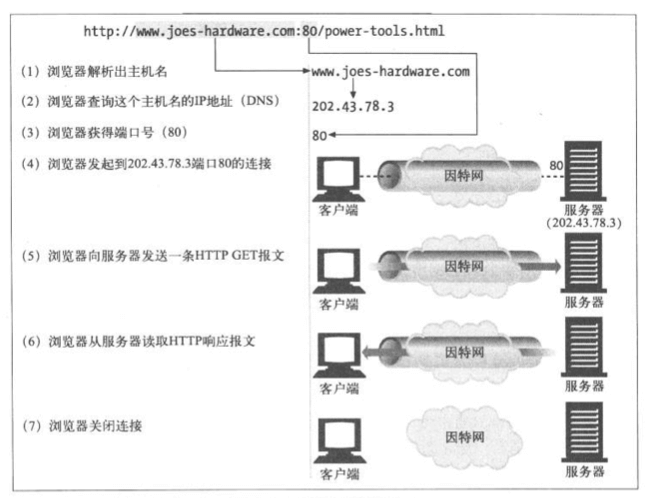 http://www.joes-hardware.com:80/power-tools.html
(1) 浏览器解析出主机名
www.joes-hardware.com
(2) 浏览器查询这个主机名的IP地址（DNS）
202.43.78.3
(3) 浏览器获得端口号（80）
80
(4) 浏览器发起到202.43.78.3端口80的连接
因特网
80
客户端
服务器
(202.43.78.3)
(5) 浏览器向服务器发送一条HTTP GET报文
因特网
客户端
服务器
(6) 浏览器从服务器读取HTTP响应报文
因特网
客户端
服务器
(7) 浏览器关闭连接
因特网
客户端
服务器